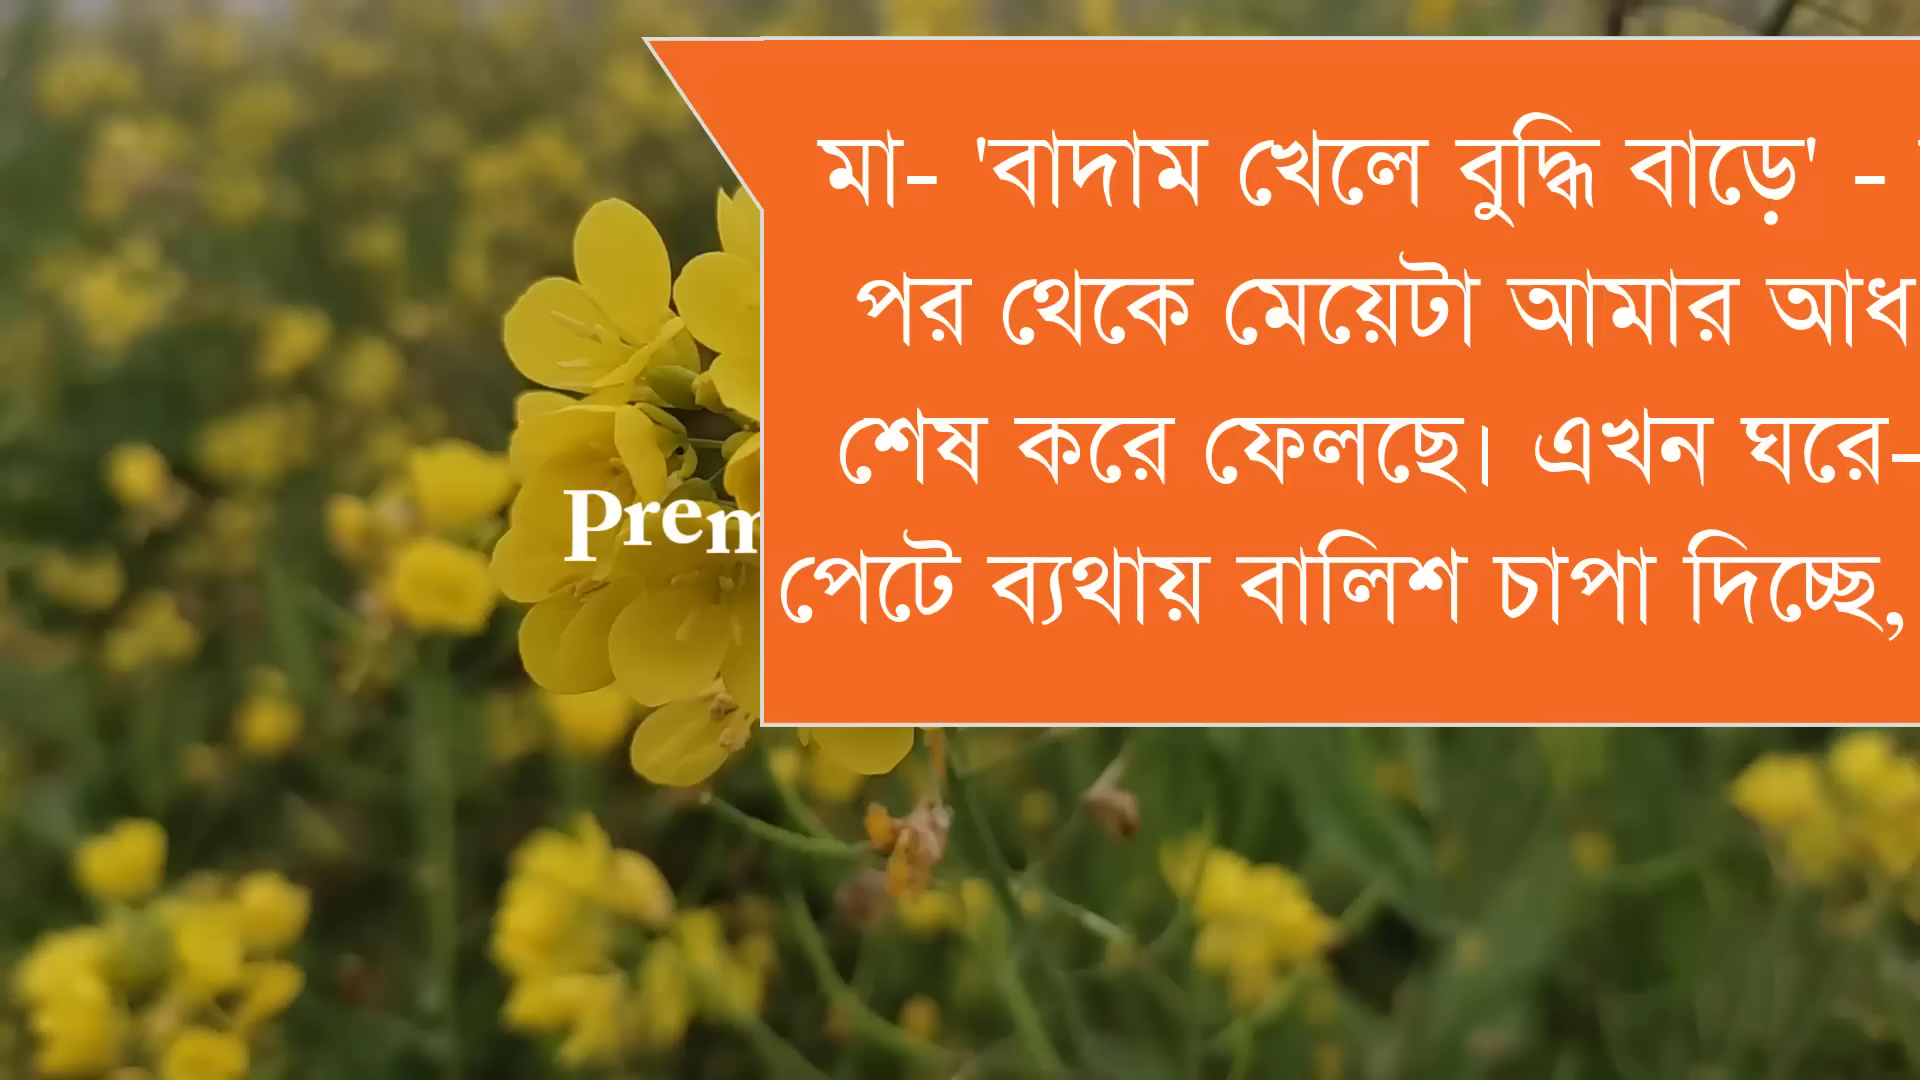 মা- 'বাদাম খেলে বুদ্ধি বাড়ে' -
পর থেকে মেয়েটা আমার আধ
শেষ করে ফেলছে। এখন ঘরে-
Prem
পেটে ব্যথায় বালিশ চাপা দিচ্ছে,